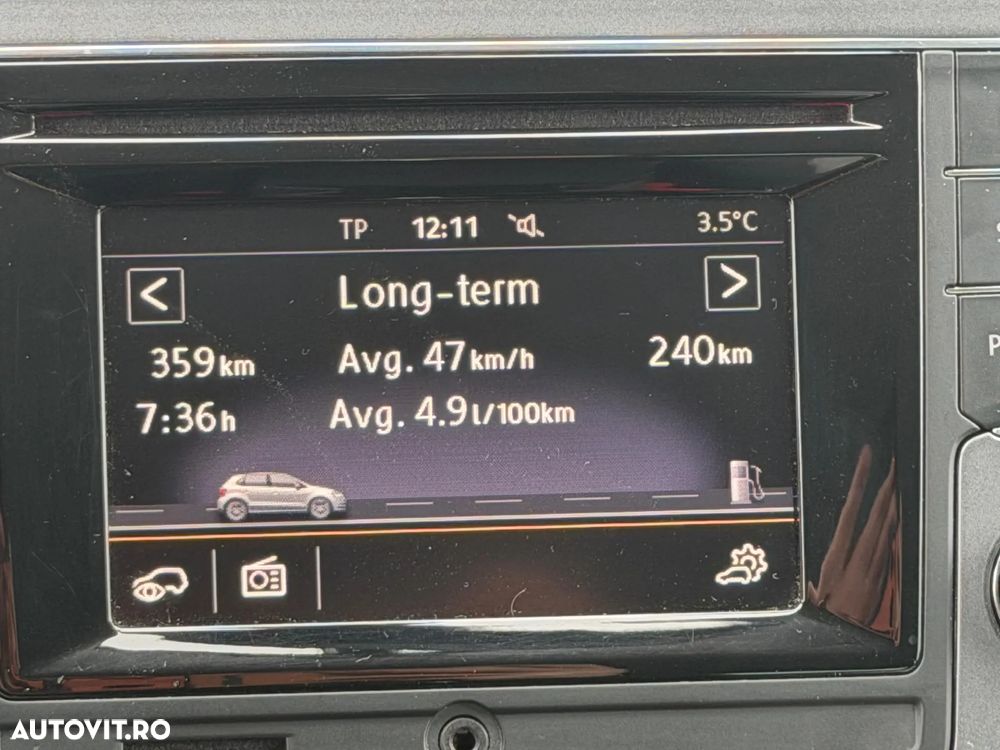 TP 12:11 3.5°C
< Long-term >
359km Avg. 47km/h 240km
7:36h Avg. 4.9l/100km
AUTOVIT.RO